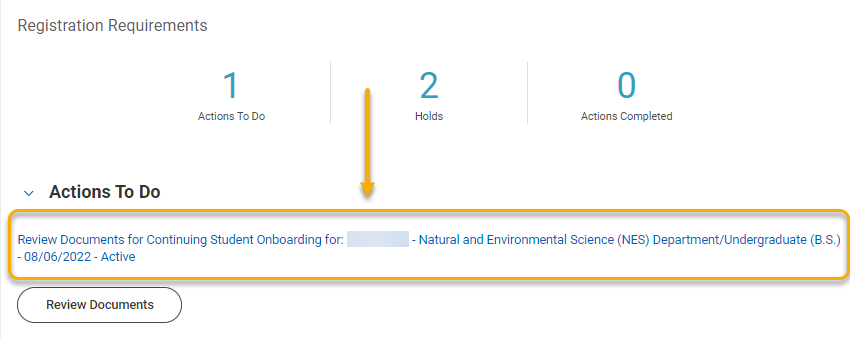 Registration Requirements
1 2 0
Actions To Do Holds Actions Completed
Actions To Do
Review Documents for Continuing Student Onboarding for: - Natural and Environmental Science (NES) Department/Undergraduate (B.S.)
- 08/06/2022 - Active
Review Documents